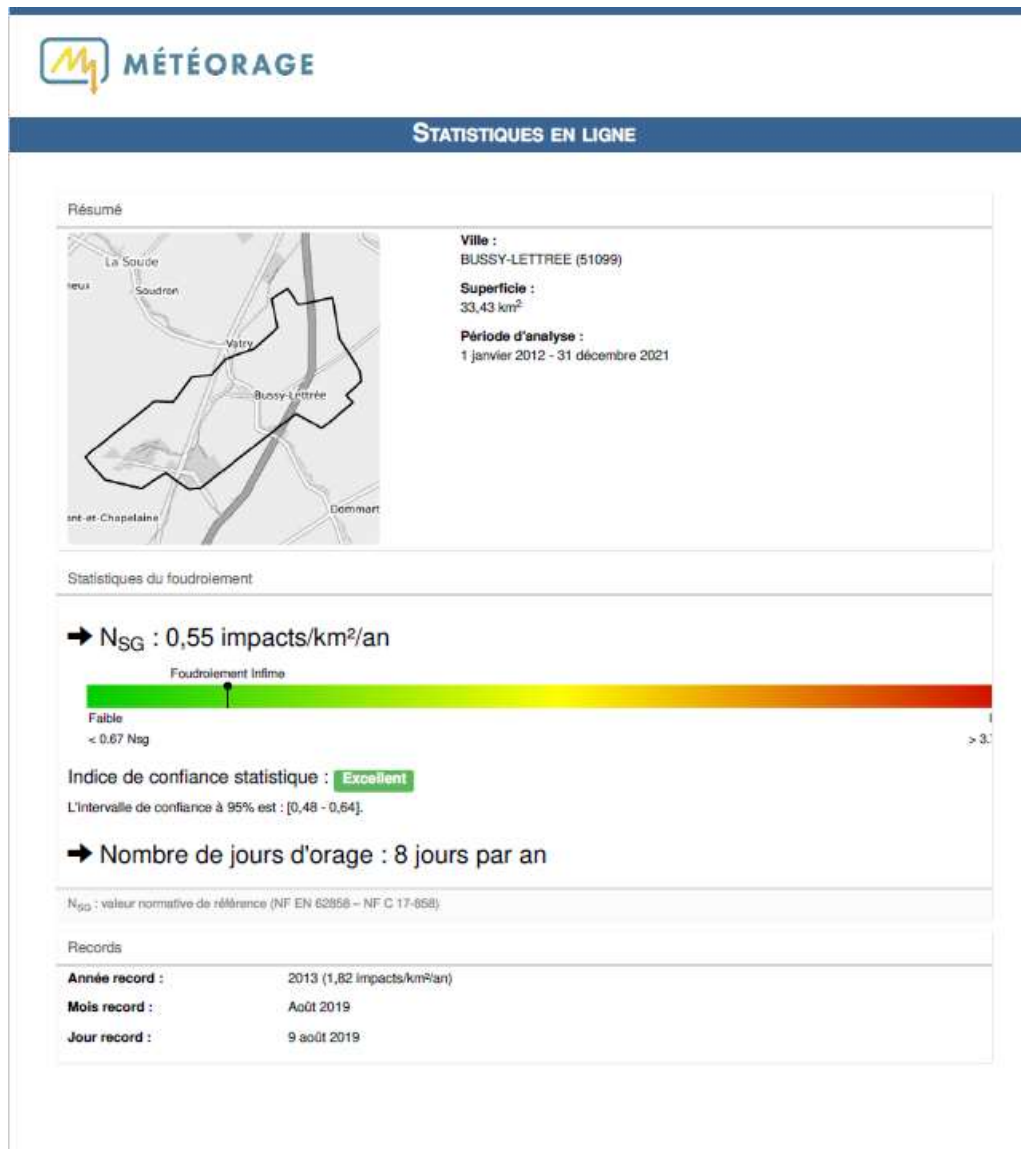 MÉTÉORAGE
STATISTIQUES EN LIGNE
Résumé
La Soude
Soudron
Vatry
Bussy-Lettrée
Dommart
ent-et-Chapelaine
Ville :
BUSSY-LETTREE (51099)
Superficie :
33,43 km²
Période d'analyse :
1 janvier 2012 - 31 décembre 2021
Statistiques du foudroiement
➔ NSG : 0,55 impacts/km²/an
Foudroiement Infime
Faible
< 0.67 Nsg
> 3.
Indice de confiance statistique : Excellent
L'intervalle de confiance à 95% est : [0,48 - 0,64].
➔ Nombre de jours d'orage : 8 jours par an
NSG : valeur normative de référence (NF EN 62858 – NF C 17-858)
Records
Année record : 2013 (1,82 impacts/km²/an)
Mois record : Août 2019
Jour record : 9 août 2019